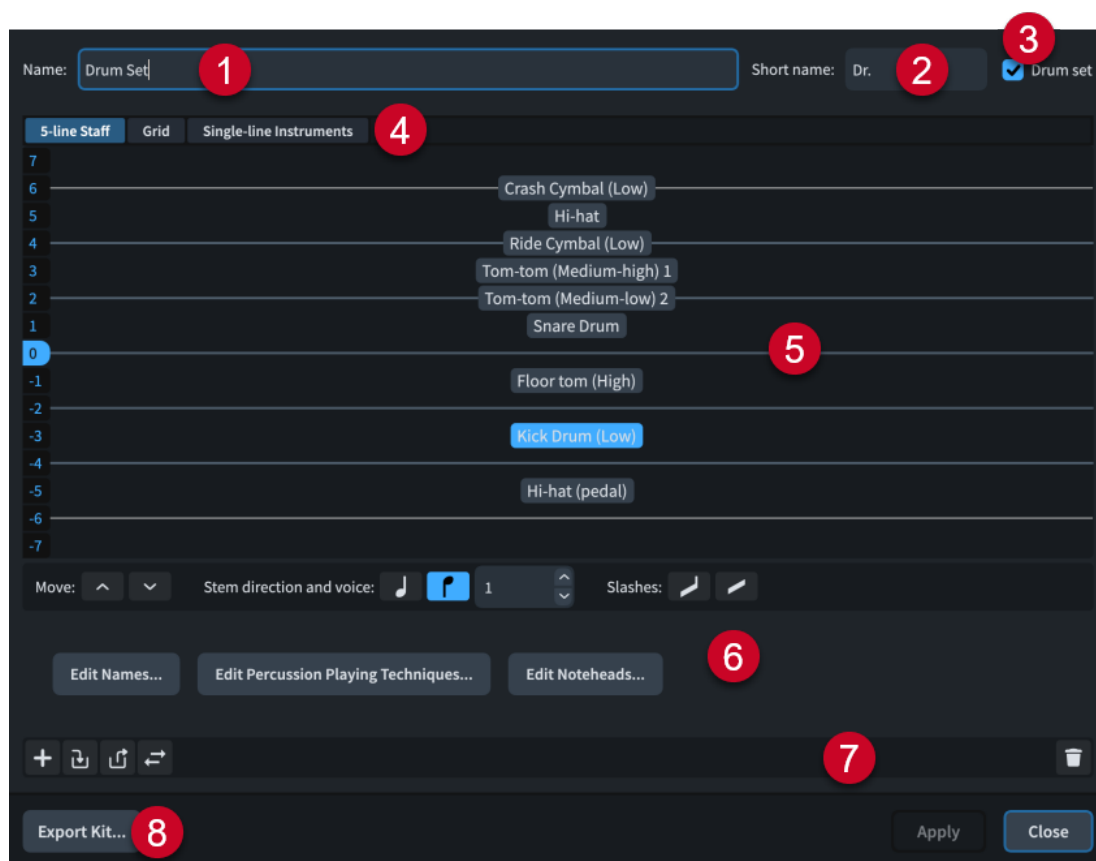 3
Name: Drum Set 1 Short name: Dr. 2 Drum set
5-line Staff Grid Single-line Instruments 4
7
6 Crash Cymbal (Low)
5 Hi-hat
4 Ride Cymbal (Low)
3 Tom-tom (Medium-high) 1
2 Tom-tom (Medium-low) 2
1 Snare Drum
0 5
-1 Floor tom (High)
-2
-3 Kick Drum (Low)
-4
-5 Hi-hat (pedal)
-6
-7
Move: Stem direction and voice: 1 Slashes:
6
Edit Names... Edit Percussion Playing Techniques... Edit Noteheads...
7
Export Kit... 8 Apply Close